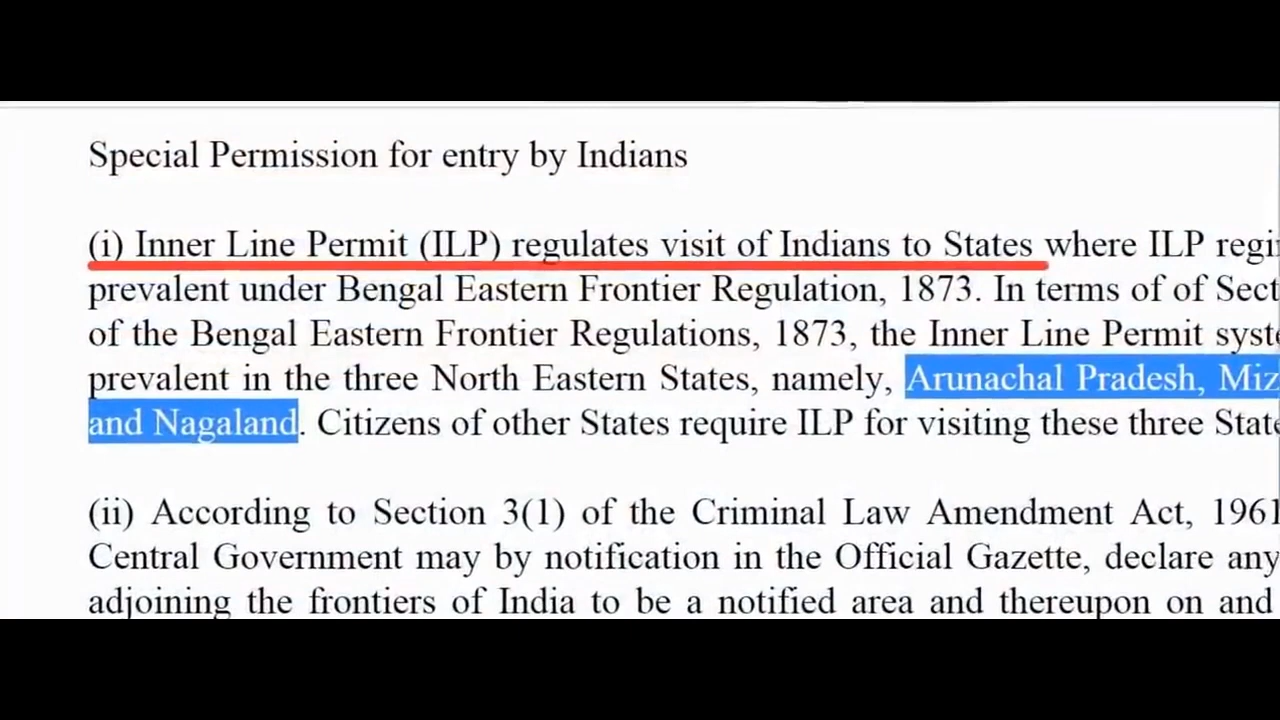 Special Permission for entry by Indians
(i) Inner Line Permit (ILP) regulates visit of Indians to States where ILP
prevalent under Bengal Eastern Frontier Regulation, 1873. In terms of of
of the Bengal Eastern Frontier Regulations, 1873, the Inner Line Permit
prevalent in the three North Eastern States, namely, Arunachal Pradesh,
and Nagaland. Citizens of other States require ILP for visiting these three
(ii) According to Section 3(1) of the Criminal Law Amendment Act, 1961
Central Government may by notification in the Official Gazette, declare any
adjoining the frontiers of India to be a notified area and thereupon on and